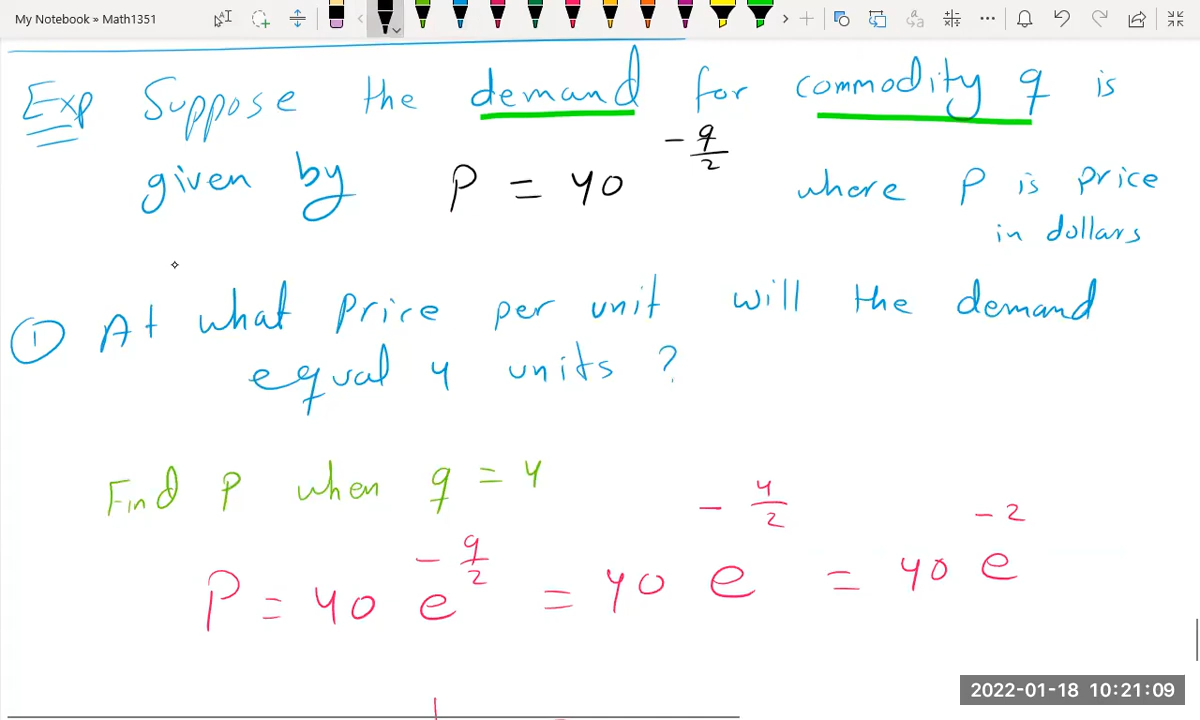 My Notebook » Math1351
Exp Suppose the demand for commodity q is
given by P = 40 ^{-q/2} where P is price
in dollars
① At what Price per unit will the demand
equal 4 units ?
Find P when q = 4
P = 40 e^{-q/2} = 40 e^{-4/2} = 40 e^{-2}
2022-01-18 10:21:09